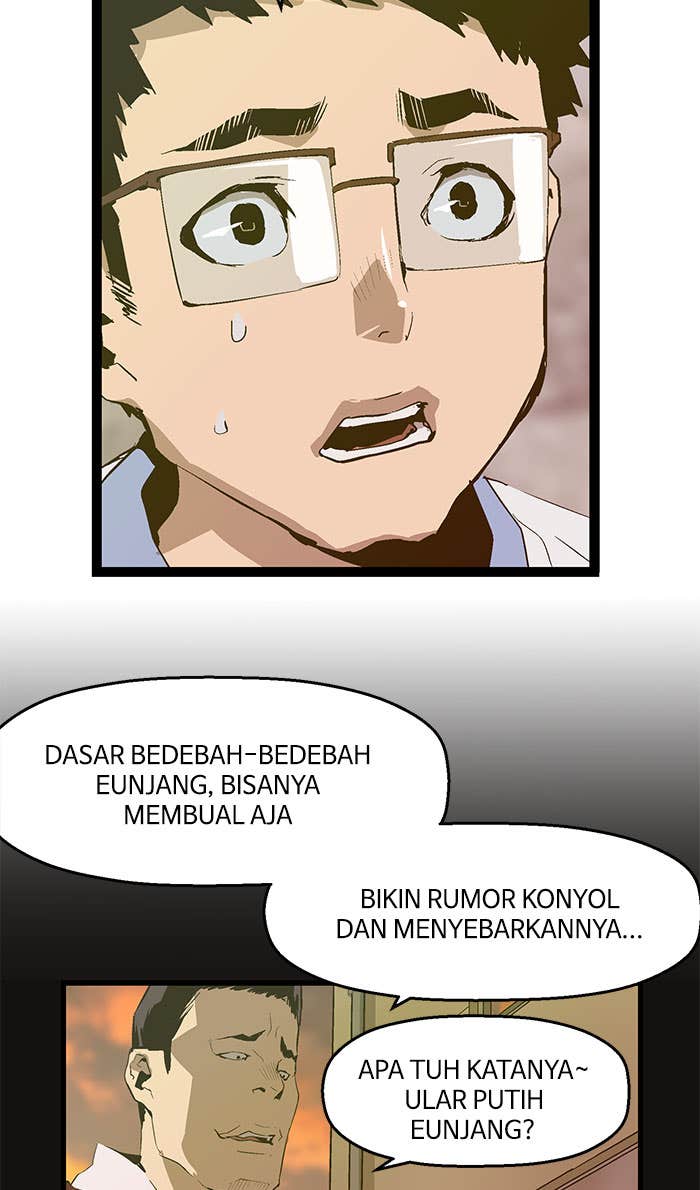 DASAR BEDEBAH-BEDEBAH
EUNJANG, BISANYA
MEMBUAL AJA
BIKIN RUMOR KONYOL
DAN MENYEBARKANNYA...
APA TUH KATANYA~
ULAR PUTIH
EUNJANG?